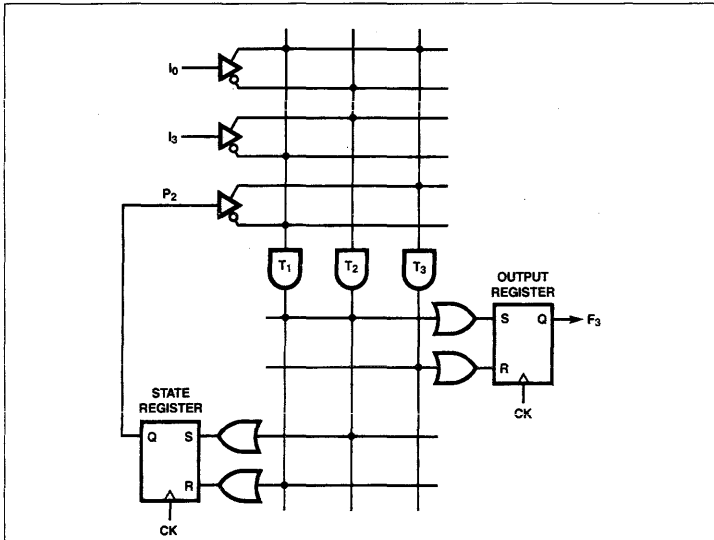 I₀
I₃
P₂
T₁ T₂ T₃
OUTPUT
REGISTER
S Q F₃
R
CK
STATE
REGISTER
Q S
R
CK